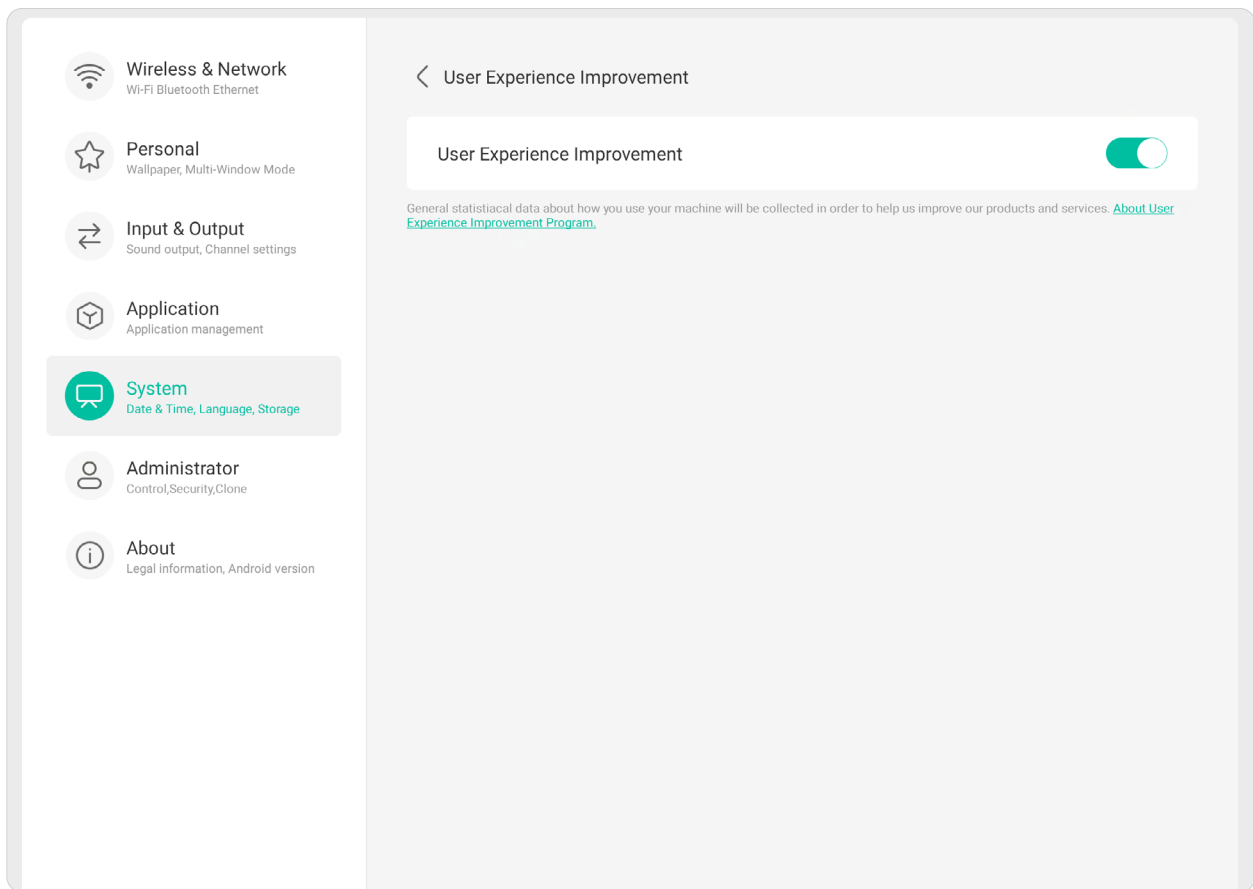 Wireless & Network
Wi-Fi Bluetooth Ethernet
Personal
Wallpaper, Multi-Window Mode
Input & Output
Sound output, Channel settings
Application
Application management
System
Date & Time, Language, Storage
Administrator
Control,Security,Clone
About
Legal information, Android version
User Experience Improvement
User Experience Improvement
General statistiacal data about how you use your machine will be collected in order to help us improve our products and services. About User
Experience Improvement Program.